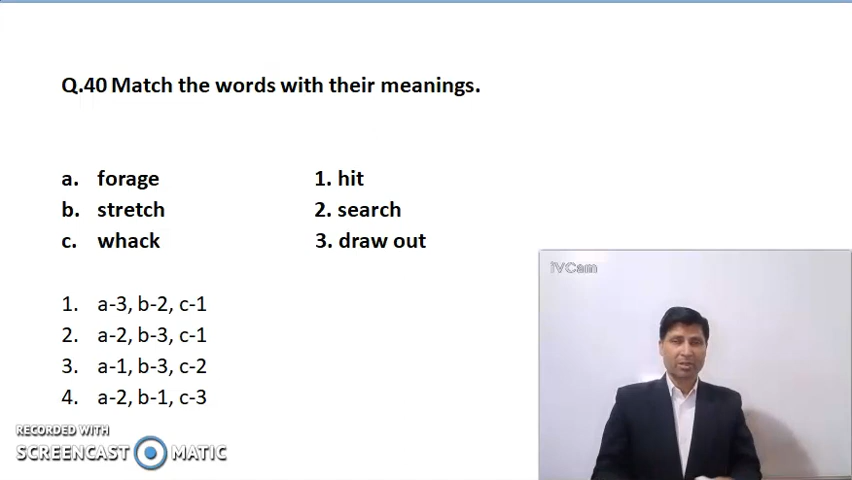 Q.40 Match the words with their meanings.
a. forage 1. hit
b. stretch 2. search
c. whack 3. draw out
1. a-3, b-2, c-1
2. a-2, b-3, c-1
3. a-1, b-3, c-2
4. a-2, b-1, c-3
iVCam
RECORDED WITH
SCREENCAST MATIC